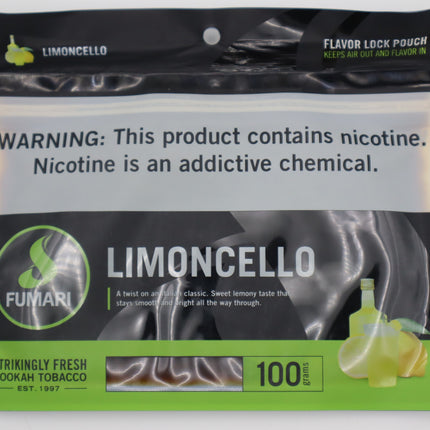 LIMONCELLO
FLAVOR LOCK POUCH
KEEPS AIR OUT AND FLAVOR IN
WARNING: This product contains nicotine.
Nicotine is an addictive chemical.
LIMONCELLO
A twist on an Italian classic. Sweet lemony taste that
stays smooth and bright all the way through.
FUMARI
TRIKINGLY FRESH
OOKAH TOBACCO
EST. 1997
100 grams